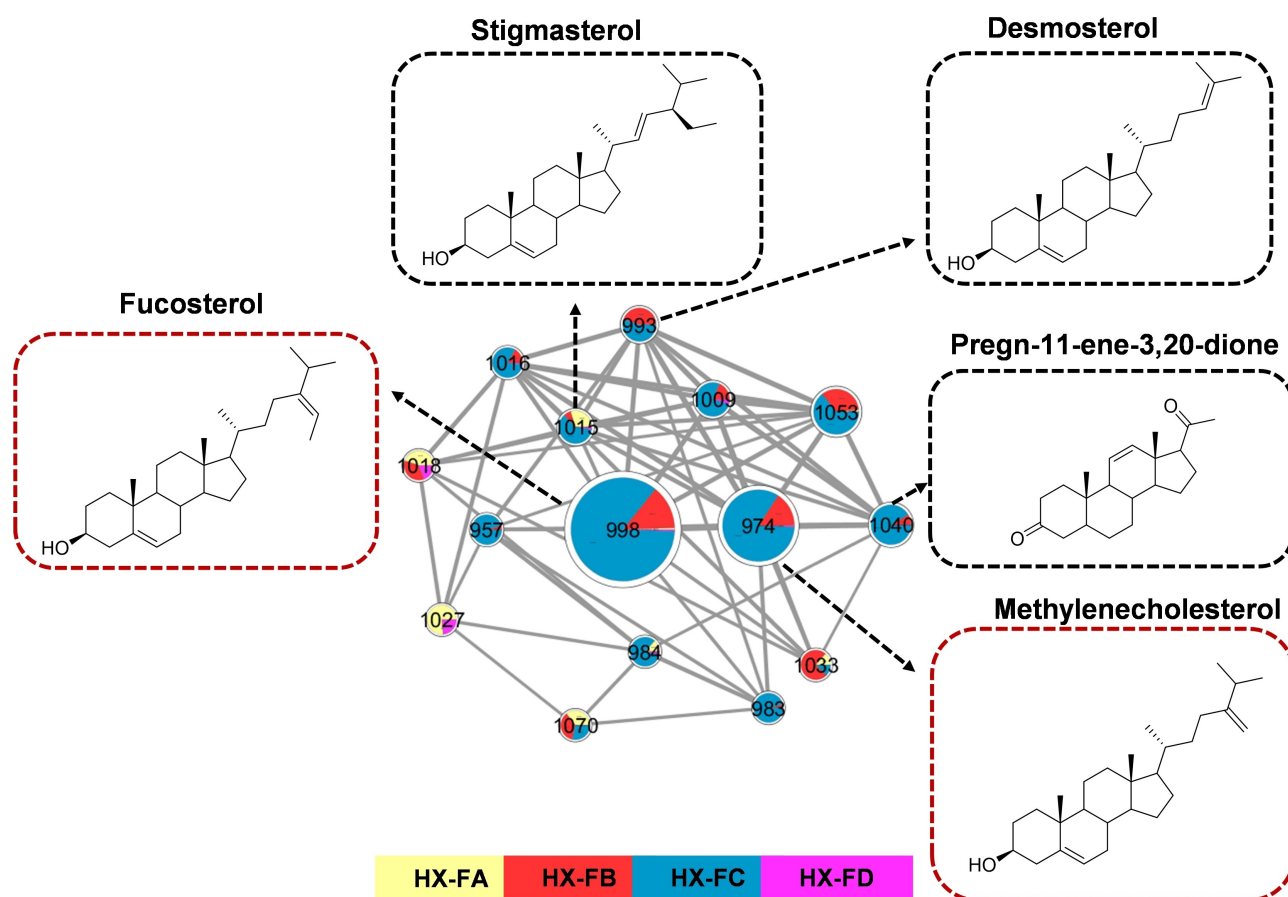 Stigmasterol
Desmosterol
HO
HO
Fucosterol
HO
Pregn-11-ene-3,20-dione
O
O
Methylenecholesterol
HO
993
1016
1009
1053
1015
1018
998
974
1040
957
1027
984
1033
983
1070
HX-FA HX-FB HX-FC HX-FD